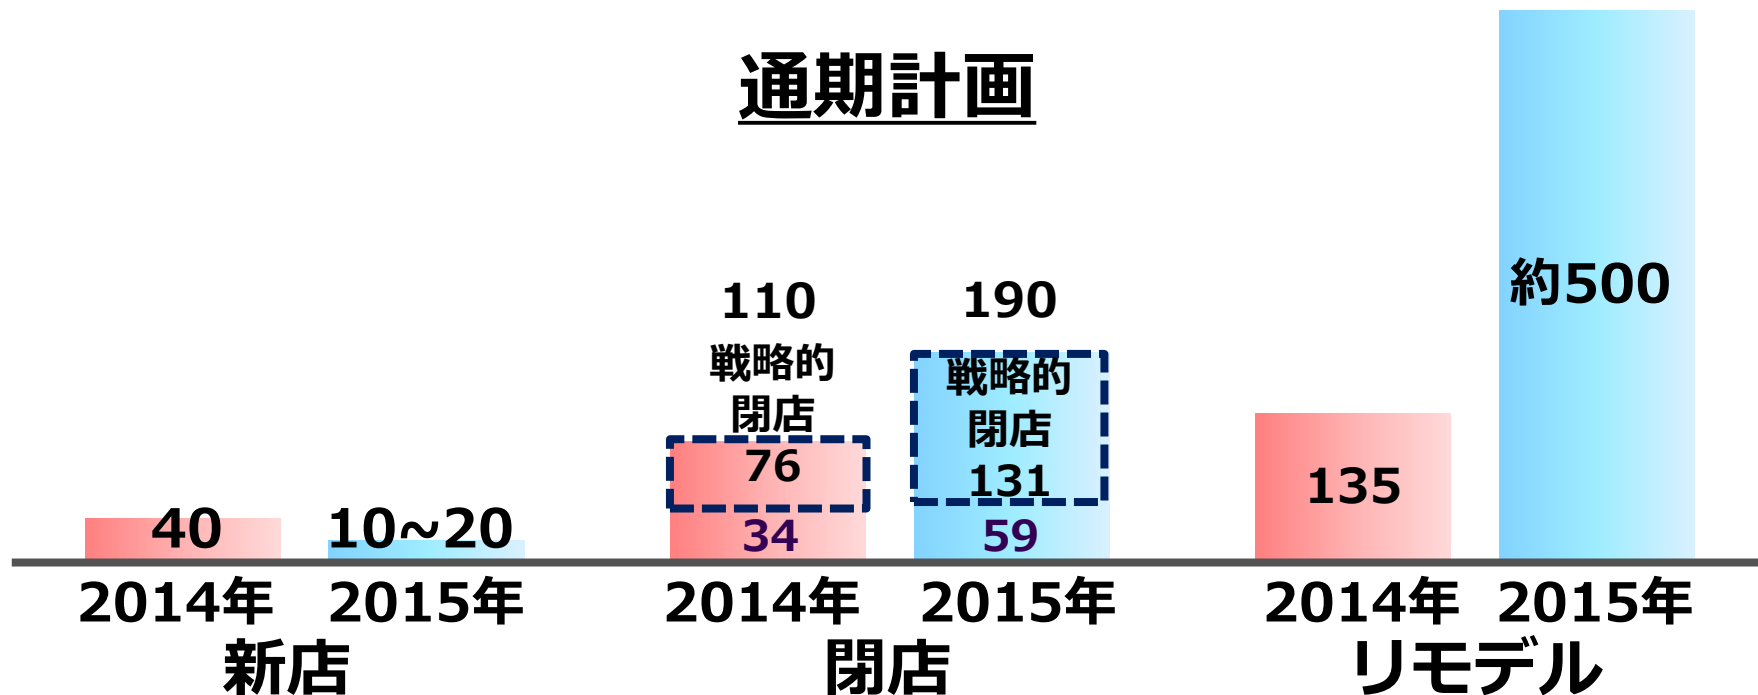 通期計画
40
10~20
2014年
2015年
新店
110
戦略的
閉店
76
34
190
戦略的
閉店
131
59
2014年
2015年
閉店
135
約500
2014年
2015年
リモデル